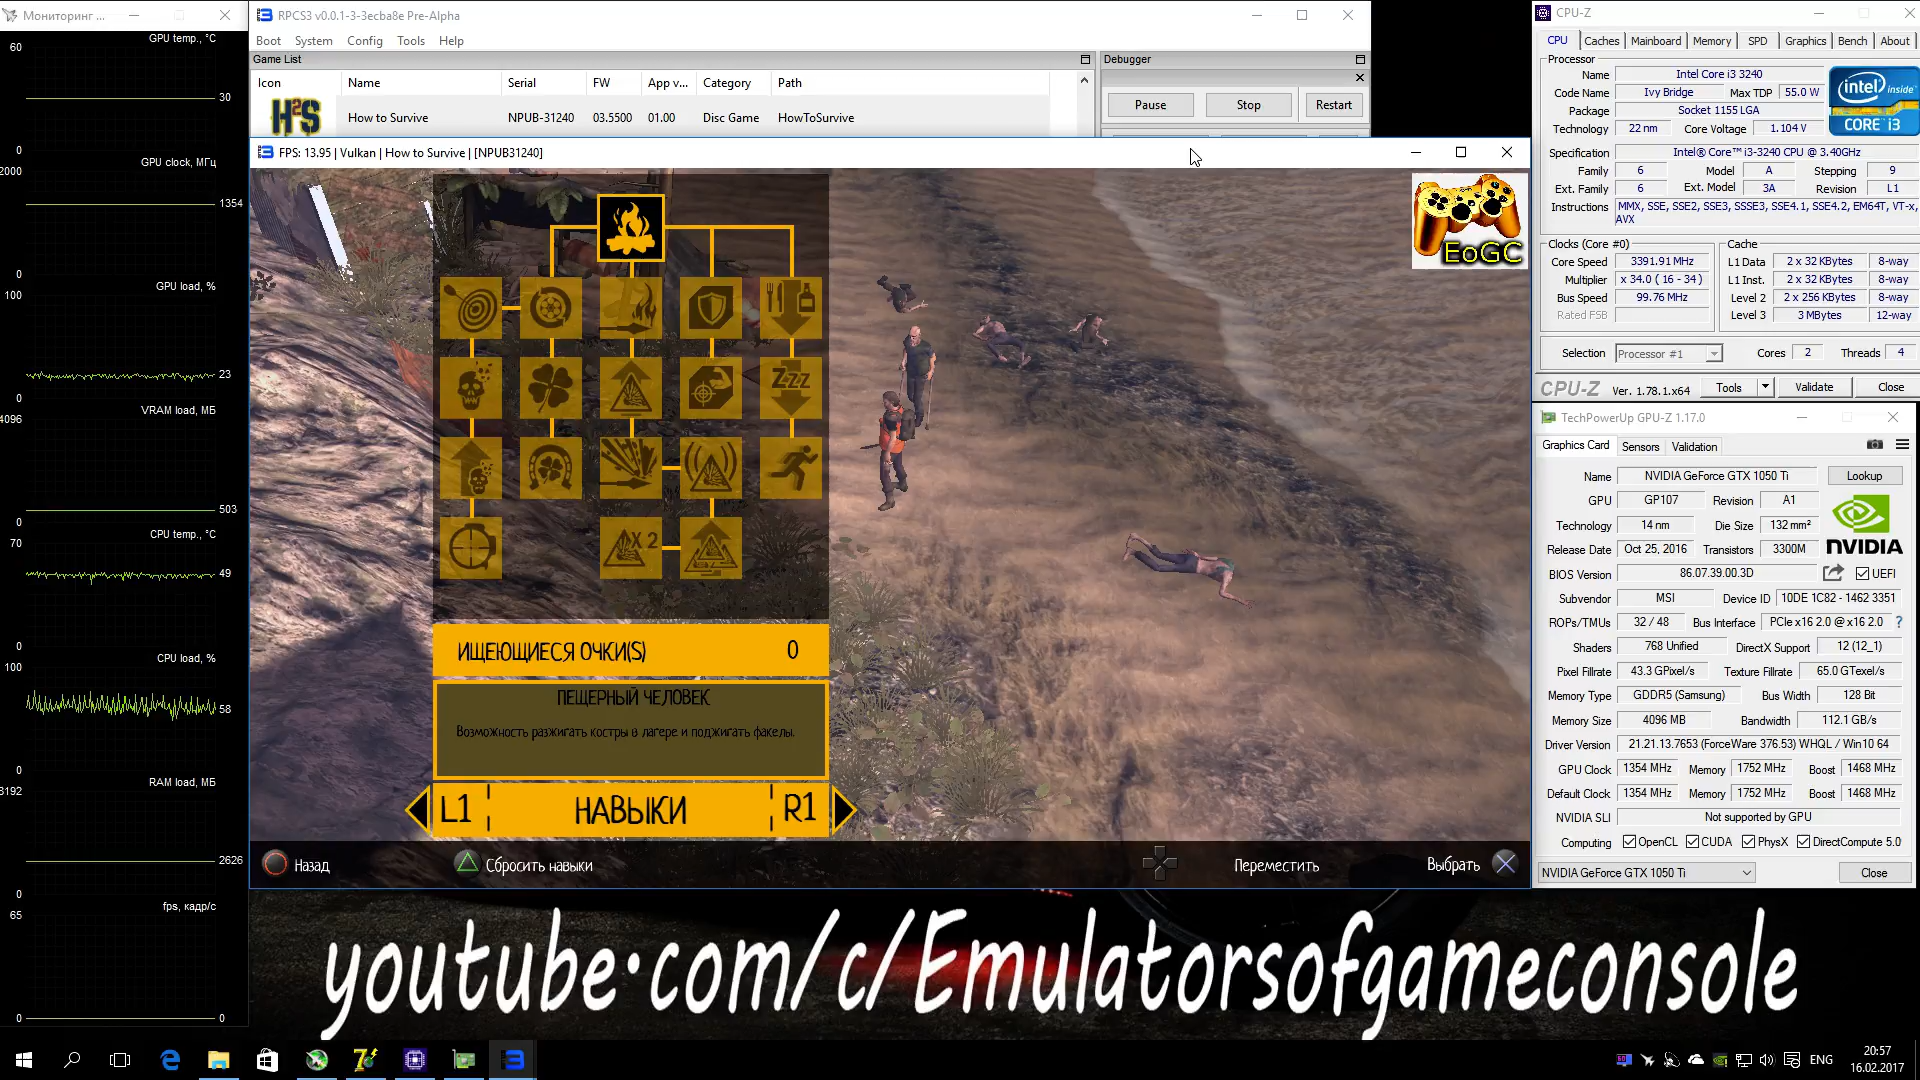 Мониторинг ...
GPU temp., °C
60
30
0
GPU clock, МГц
2000
1354
0
GPU load, %
100
23
0
VRAM load, МБ
4096
503
0
CPU temp., °C
70
49
0
CPU load, %
100
58
0
RAM load, МБ
8192
2626
0
fps, кадр/с
65
0
0
RPCS3 v0.0.1-3-3ecba8e Pre-Alpha
Boot System Config Tools Help
Game List
Icon Name Serial FW App v... Category Path
H2S How to Survive NPUB-31240 03.5500 01.00 Disc Game HowToSurvive
Debugger
Pause Stop Restart
FPS: 13.95 | Vulkan | How to Survive | [NPUB31240]
EoGC
Zzz
X 2
ИЩЕЮЩИЕСЯ ОЧКИ(S) 0
ПЕЩЕРНЫЙ ЧЕЛОВЕК
Возможность разжигать костры в лагере и поджигать факелы.
L1 НАВЫКИ R1
Назад Сбросить навыки Переместить Выбрать
youtube.com/c/Emulatorsofgameconsole
CPU-Z
CPU Caches Mainboard Memory SPD Graphics Bench About
Processor
Name Intel Core i3 3240
Code Name Ivy Bridge Max TDP 55.0 W
Package Socket 1155 LGA
Technology 22 nm Core Voltage 1.104 V
intel inside
CORE i3
Specification Intel® Core™ i3-3240 CPU @ 3.40GHz
Family 6 Model A Stepping 9
Ext. Family 6 Ext. Model 3A Revision L1
Instructions MMX, SSE, SSE2, SSE3, SSSE3, SSE4.1, SSE4.2, EM64T, VT-x,
AVX
Clocks (Core #0)
Core Speed 3391.91 MHz
Multiplier x 34.0 ( 16 - 34 )
Bus Speed 99.76 MHz
Rated FSB
Cache
L1 Data 2 x 32 KBytes 8-way
L1 Inst. 2 x 32 KBytes 8-way
Level 2 2 x 256 KBytes 8-way
Level 3 3 MBytes 12-way
Selection Processor #1 Cores 2 Threads 4
CPU-Z Ver. 1.78.1.x64 Tools Validate Close
TechPowerUp GPU-Z 1.17.0
Graphics Card Sensors Validation
Name NVIDIA GeForce GTX 1050 Ti Lookup
GPU GP107 Revision A1
Technology 14 nm Die Size 132 mm²
Release Date Oct 25, 2016 Transistors 3300M
NVIDIA
BIOS Version 86.07.39.00.3D UEFI
Subvendor MSI Device ID 10DE 1C82 - 1462 3351
ROPs/TMUs 32 / 48 Bus Interface PCIe x16 2.0 @ x16 2.0 ?
Shaders 768 Unified DirectX Support 12 (12_1)
Pixel Fillrate 43.3 GPixel/s Texture Fillrate 65.0 GTexel/s
Memory Type GDDR5 (Samsung) Bus Width 128 Bit
Memory Size 4096 MB Bandwidth 112.1 GB/s
Driver Version 21.21.13.7653 (ForceWare 376.53) WHQL / Win10 64
GPU Clock 1354 MHz Memory 1752 MHz Boost 1468 MHz
Default Clock 1354 MHz Memory 1752 MHz Boost 1468 MHz
NVIDIA SLI Not supported by GPU
Computing OpenCL CUDA PhysX DirectCompute 5.0
NVIDIA GeForce GTX 1050 Ti Close
ENG
20:57
16.02.2017